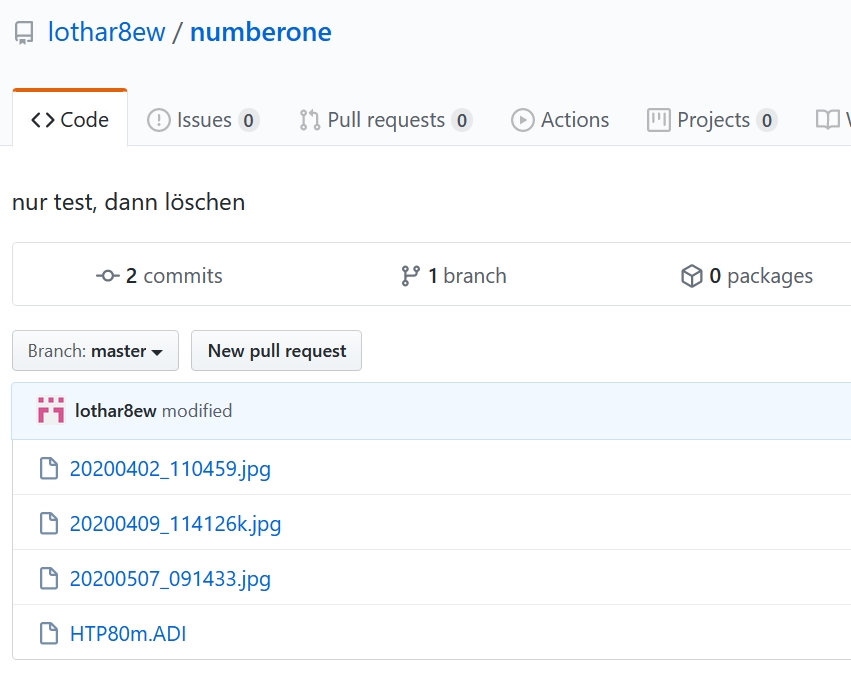 lothar8ew / numberone
Code Issues 0 Pull requests 0 Actions Projects 0
nur test, dann löschen
2 commits 1 branch 0 packages
Branch: master New pull request
lothar8ew modified
20200402_110459.jpg
20200409_114126k.jpg
20200507_091433.jpg
HTP80m.ADI